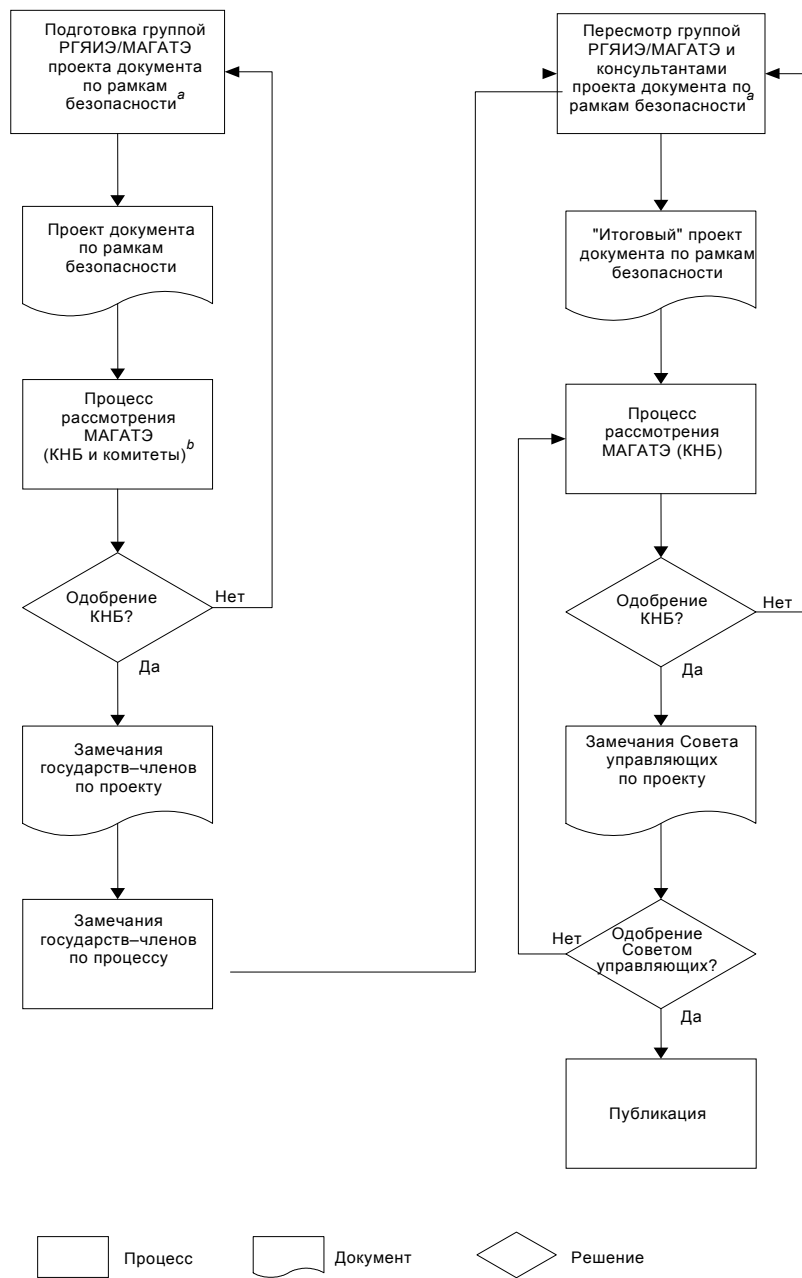 Подготовка группой
РГЯИЭ/МАГАТЭ
проекта документа
по рамкам
безопасности a
Проект документа
по рамкам
безопасности
Процесс
рассмотрения
МАГАТЭ
(КНБ и комитеты) b
Одобрение
КНБ?
Нет
Да
Замечания
государств–членов
по проекту
Замечания
государств–членов
по процессу
Пересмотр группой
РГЯИЭ/МАГАТЭ и
консультантами
проекта документа по
рамкам безопасности a
"Итоговый" проект
документа по рамкам
безопасности
Процесс
рассмотрения
МАГАТЭ (КНБ)
Одобрение
КНБ?
Нет
Да
Замечания Совета
управляющих
по проекту
Нет
Одобрение
Советом
управляющих?
Да
Публикация
Процесс
Документ
Решение